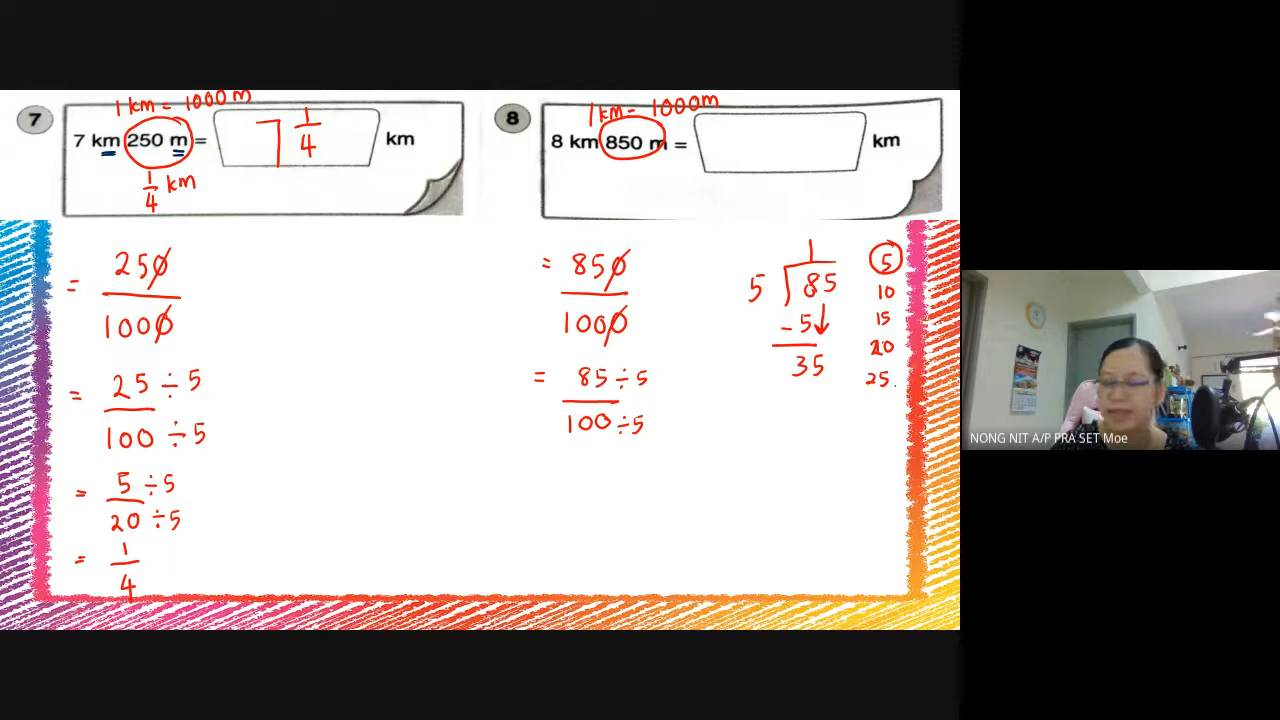 1 km = 1000 m
7
7 km 250 m = 7 1/4 km
1/4 km
= 250/1000
= 25 ÷ 5 / 100 ÷ 5
= 5 ÷ 5 / 20 ÷ 5
= 1/4
1 km = 1000 m
8
8 km 850 m = km
= 850/1000
= 85 ÷ 5 / 100 ÷ 5
1
5 85
- 5
35
5
10
15
20
25.
NONG NIT A/P PRA SET Moe